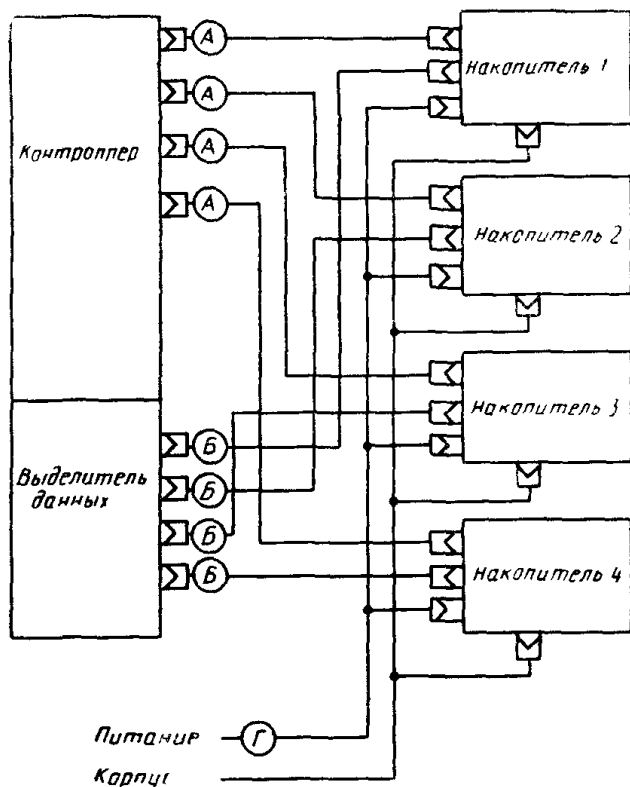 А
Накопитель 1
А
Контроллер
А
А
Накопитель 2
Накопитель 3
Б
Выделитель
данных
Б
Б
Б
Накопитель 4
Питание
Г
Корпус